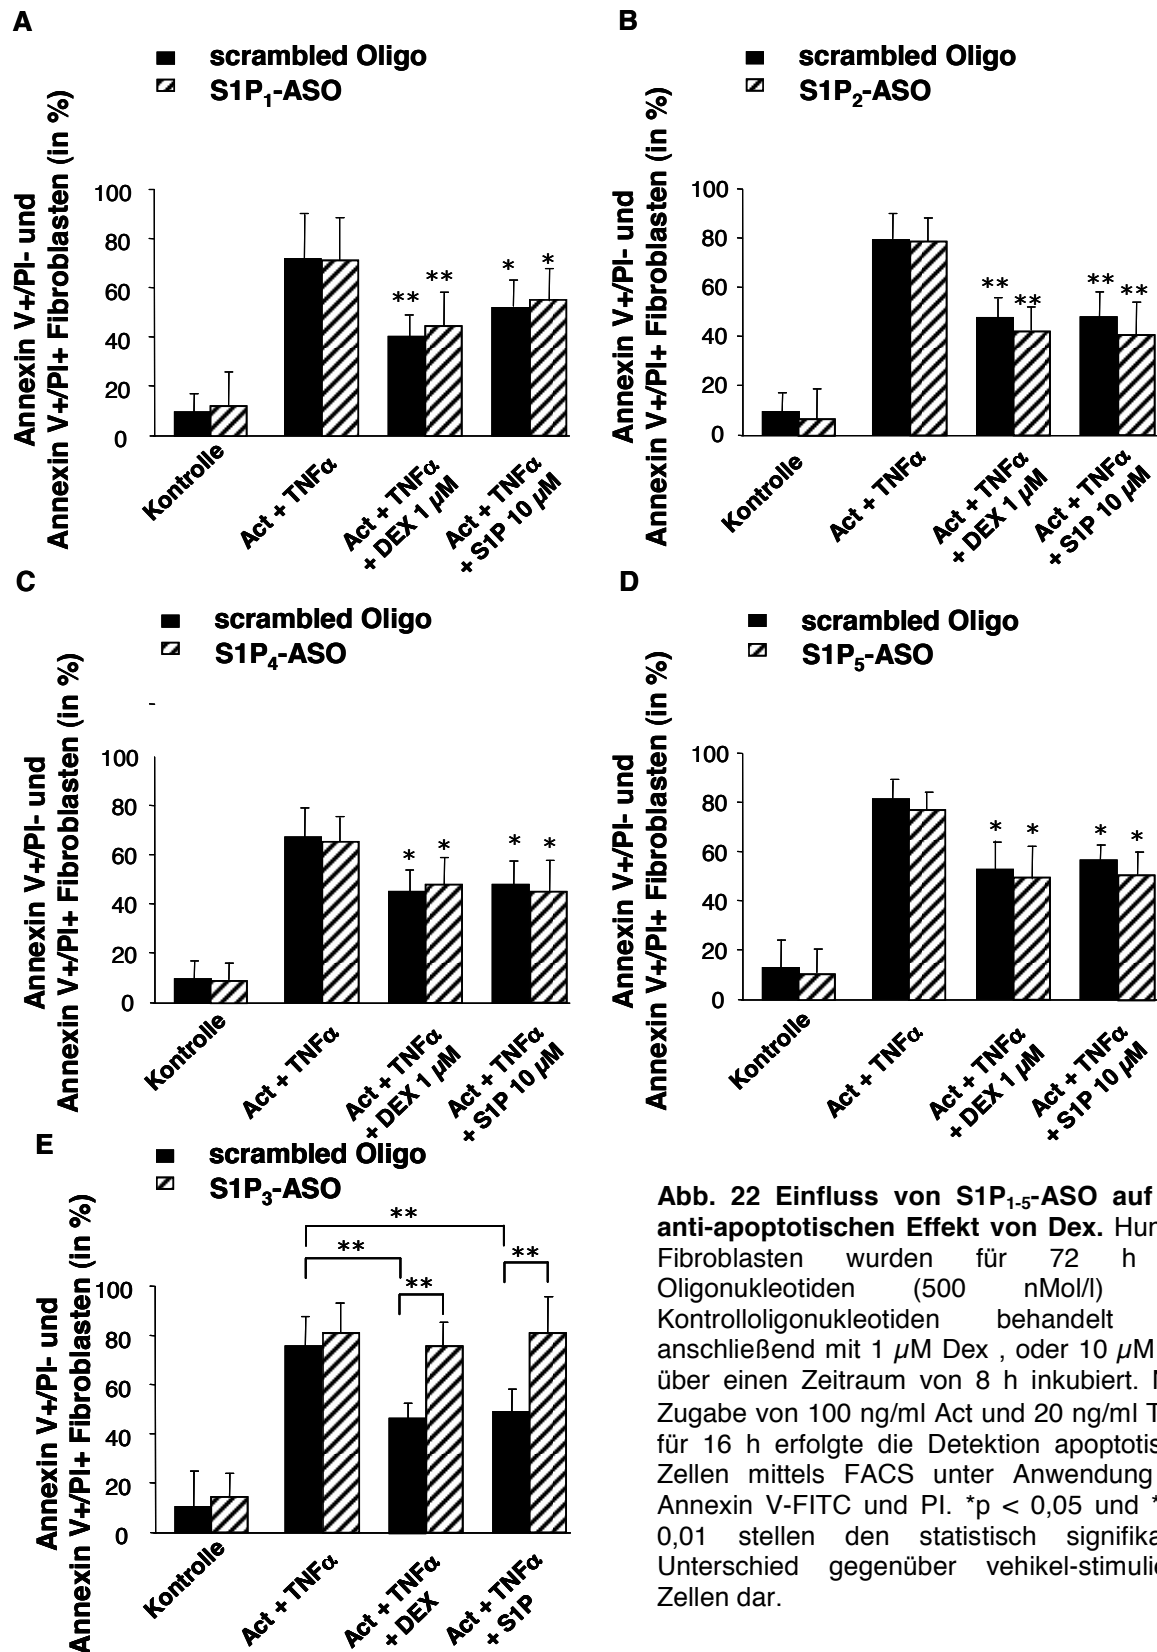 A
scrambled Oligo
S1P₁-ASO
Annexin V+/PI- und
Annexin V+/PI+ Fibroblasten (in %)
100
80
60
40
20
0
** ** * *
Kontrolle
Act + TNFα
Act + TNFα
+ DEX 1 µM
Act + TNFα
+ S1P 10 µM
B
scrambled Oligo
S1P₂-ASO
Annexin V+/PI- und
Annexin V+/PI+ Fibroblasten (in %)
100
80
60
40
20
0
** ** ** **
Kontrolle
Act + TNFα
Act + TNFα
+ DEX 1 µM
Act + TNFα
+ S1P 10 µM
C
scrambled Oligo
S1P₄-ASO
Annexin V+/PI- und
Annexin V+/PI+ Fibroblasten (in %)
100
80
60
40
20
0
* * * *
Kontrolle
Act + TNFα
Act + TNFα
+ DEX 1 µM
Act + TNFα
+ S1P 10 µM
D
scrambled Oligo
S1P₅-ASO
Annexin V+/PI- und
Annexin V+/PI+ Fibroblasten (in %)
100
80
60
40
20
0
* * * *
Kontrolle
Act + TNFα
Act + TNFα
+ DEX 1 µM
Act + TNFα
+ S1P 10 µM
E
scrambled Oligo
S1P₃-ASO
Annexin V+/PI- und
Annexin V+/PI+ Fibroblasten (in %)
100
80
60
40
20
0
**
** **
**
Kontrolle
Act + TNFα
Act + TNFα
+ DEX
Act + TNFα
+ S1P
Abb. 22 Einfluss von S1P₁₋₅-ASO auf
anti-apoptotischen Effekt von Dex. Hum
Fibroblasten wurden für 72 h
Oligonukleotiden (500 nMol/l)
Kontrolloligonukleotiden behandelt
anschließend mit 1 µM Dex , oder 10 µM
über einen Zeitraum von 8 h inkubiert. N
Zugabe von 100 ng/ml Act und 20 ng/ml T
für 16 h erfolgte die Detektion apoptotis
Zellen mittels FACS unter Anwendung
Annexin V-FITC und PI. *p < 0,05 und *
0,01 stellen den statistisch signifika
Unterschied gegenüber vehikel-stimulie
Zellen dar.